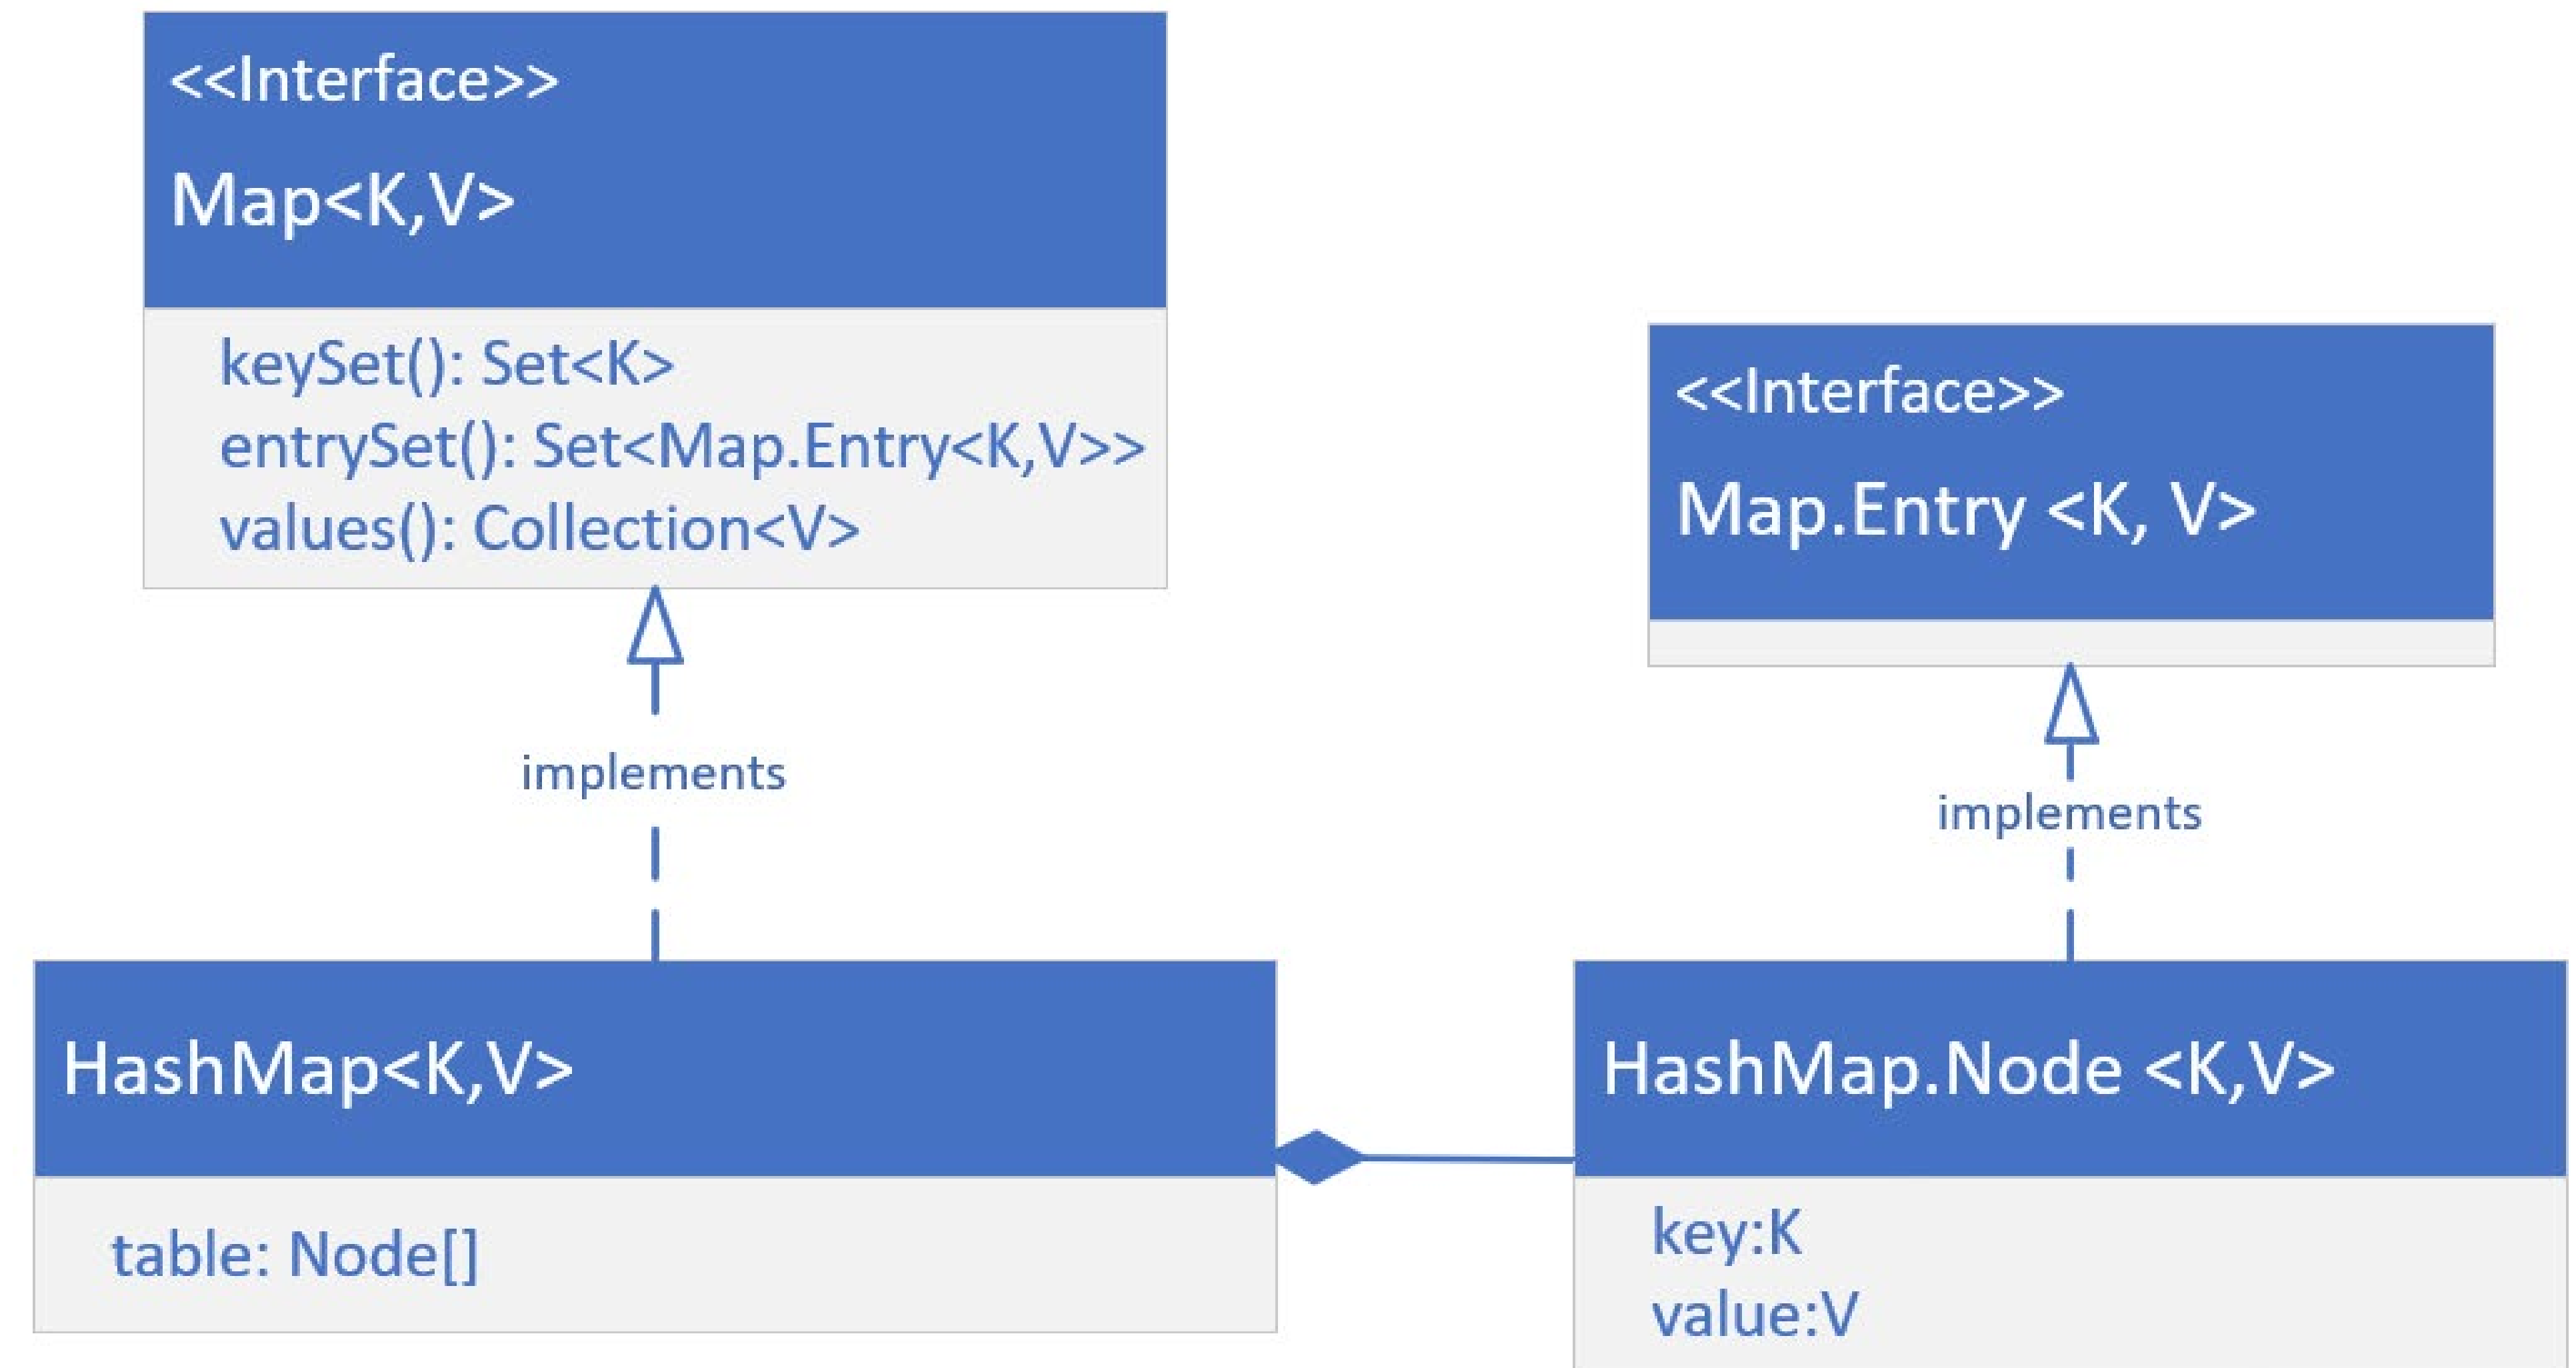 <<Interface>>
Map<K,V>
keySet(): Set<K>
entrySet(): Set<Map.Entry<K,V>>
values(): Collection<V>
<<Interface>>
Map.Entry <K, V>
implements
implements
HashMap<K,V>
table: Node[]
HashMap.Node <K,V>
key:K
value:V